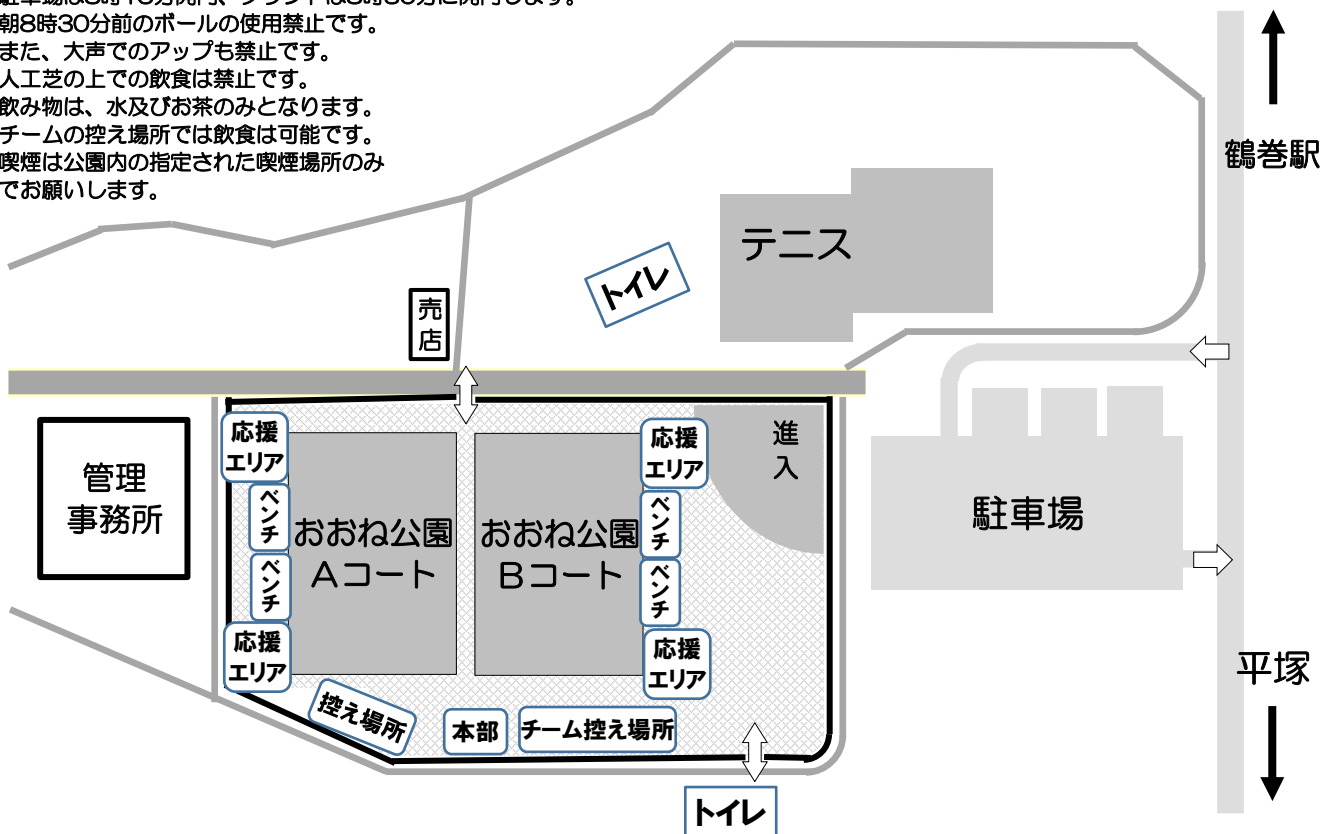 朝8時30分前のボールの使用禁止です。
また、大声でのアップも禁止です。
人工芝の上での飲食は禁止です。
飲み物は、水及びお茶のみとなります。
チームの控え場所では飲食は可能です。
喫煙は公園内の指定された喫煙場所のみ
でお願いします。
鶴巻駅
テニス
トイレ
売店
管理
事務所
応援
エリア
ベンチ
ベンチ
応援
エリア
おおね公園
Aコート
おおね公園
Bコート
応援
エリア
ベンチ
ベンチ
応援
エリア
進入
駐車場
平塚
控え場所
本部
チーム控え場所
トイレ